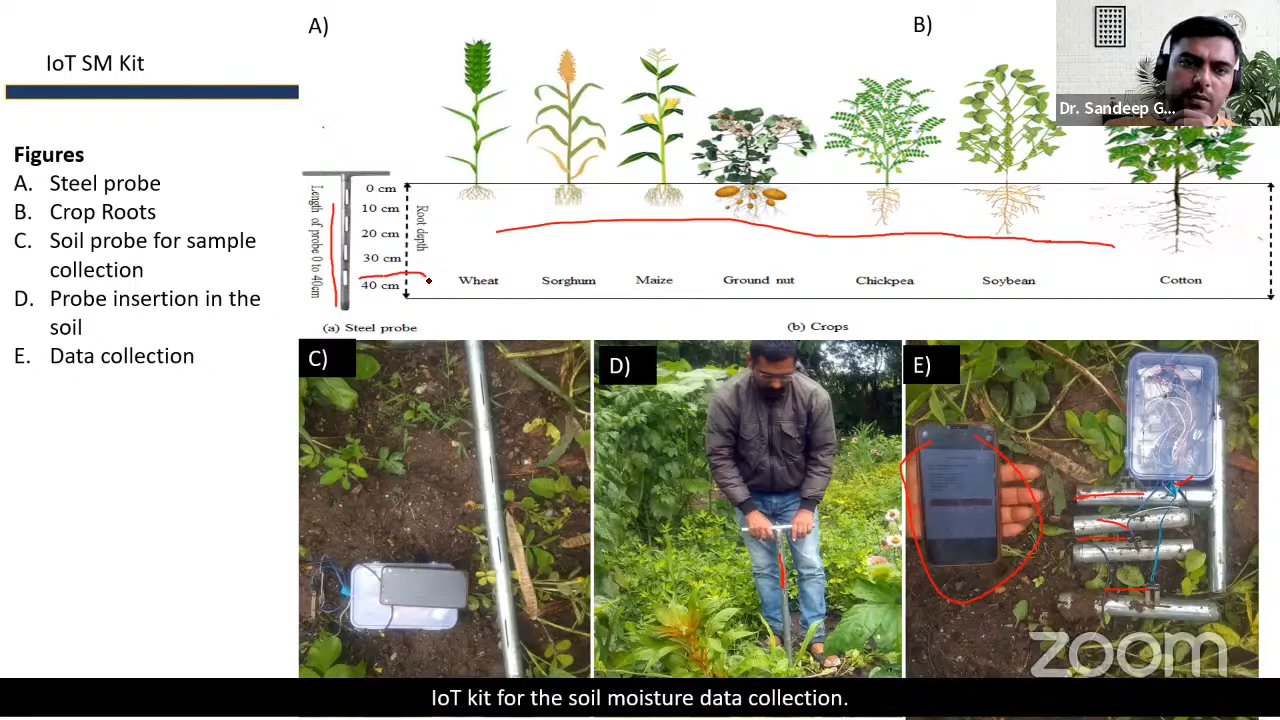 IoT SM Kit
Figures
A. Steel probe
B. Crop Roots
C. Soil probe for sample
collection
D. Probe insertion in the
soil
E. Data collection
A)
B)
Dr. Sandeep G...
Length of probe 0 to 40cm
0 cm
10 cm
20 cm
30 cm
40 cm
Root depth
Wheat
Sorghum
Maize
Ground nut
Chickpea
Soybean
Cotton
(a) Steel probe
(b) Crops
C)
D)
E)
zoom
IoT kit for the soil moisture data collection.